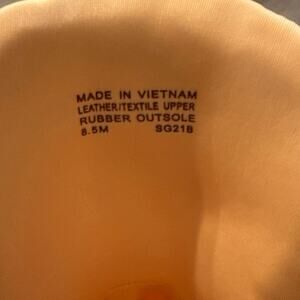 MADE IN VIETNAM
LEATHER/TEXTILE UPPER
RUBBER OUTSOLE
8.5M SG21B